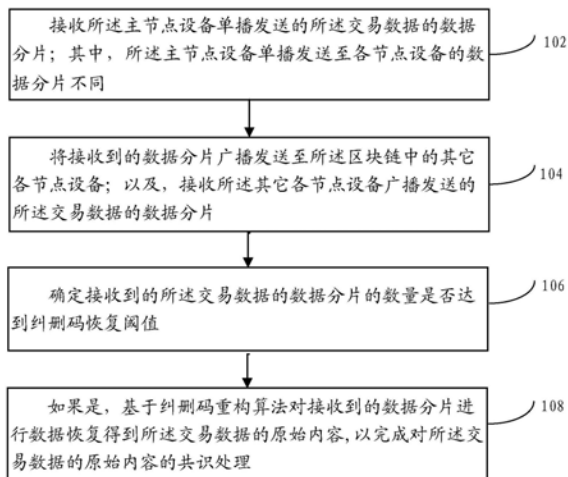 接收所述主节点设备单播发送的所述交易数据的数据
分片；其中，所述主节点设备单播发送至各节点设备的数
据分片不同
102
将接收到的数据分片广播发送至所述区块链中的其它
各节点设备；以及，接收所述其它各节点设备广播发送的
所述交易数据的数据分片
104
确定接收到的所述交易数据的数据分片的数量是否达
到纠删码恢复阈值
106
如果是，基于纠删码重构算法对接收到的数据分片进
行数据恢复得到所述交易数据的原始内容，以完成对所述交
易数据的原始内容的共识处理
108